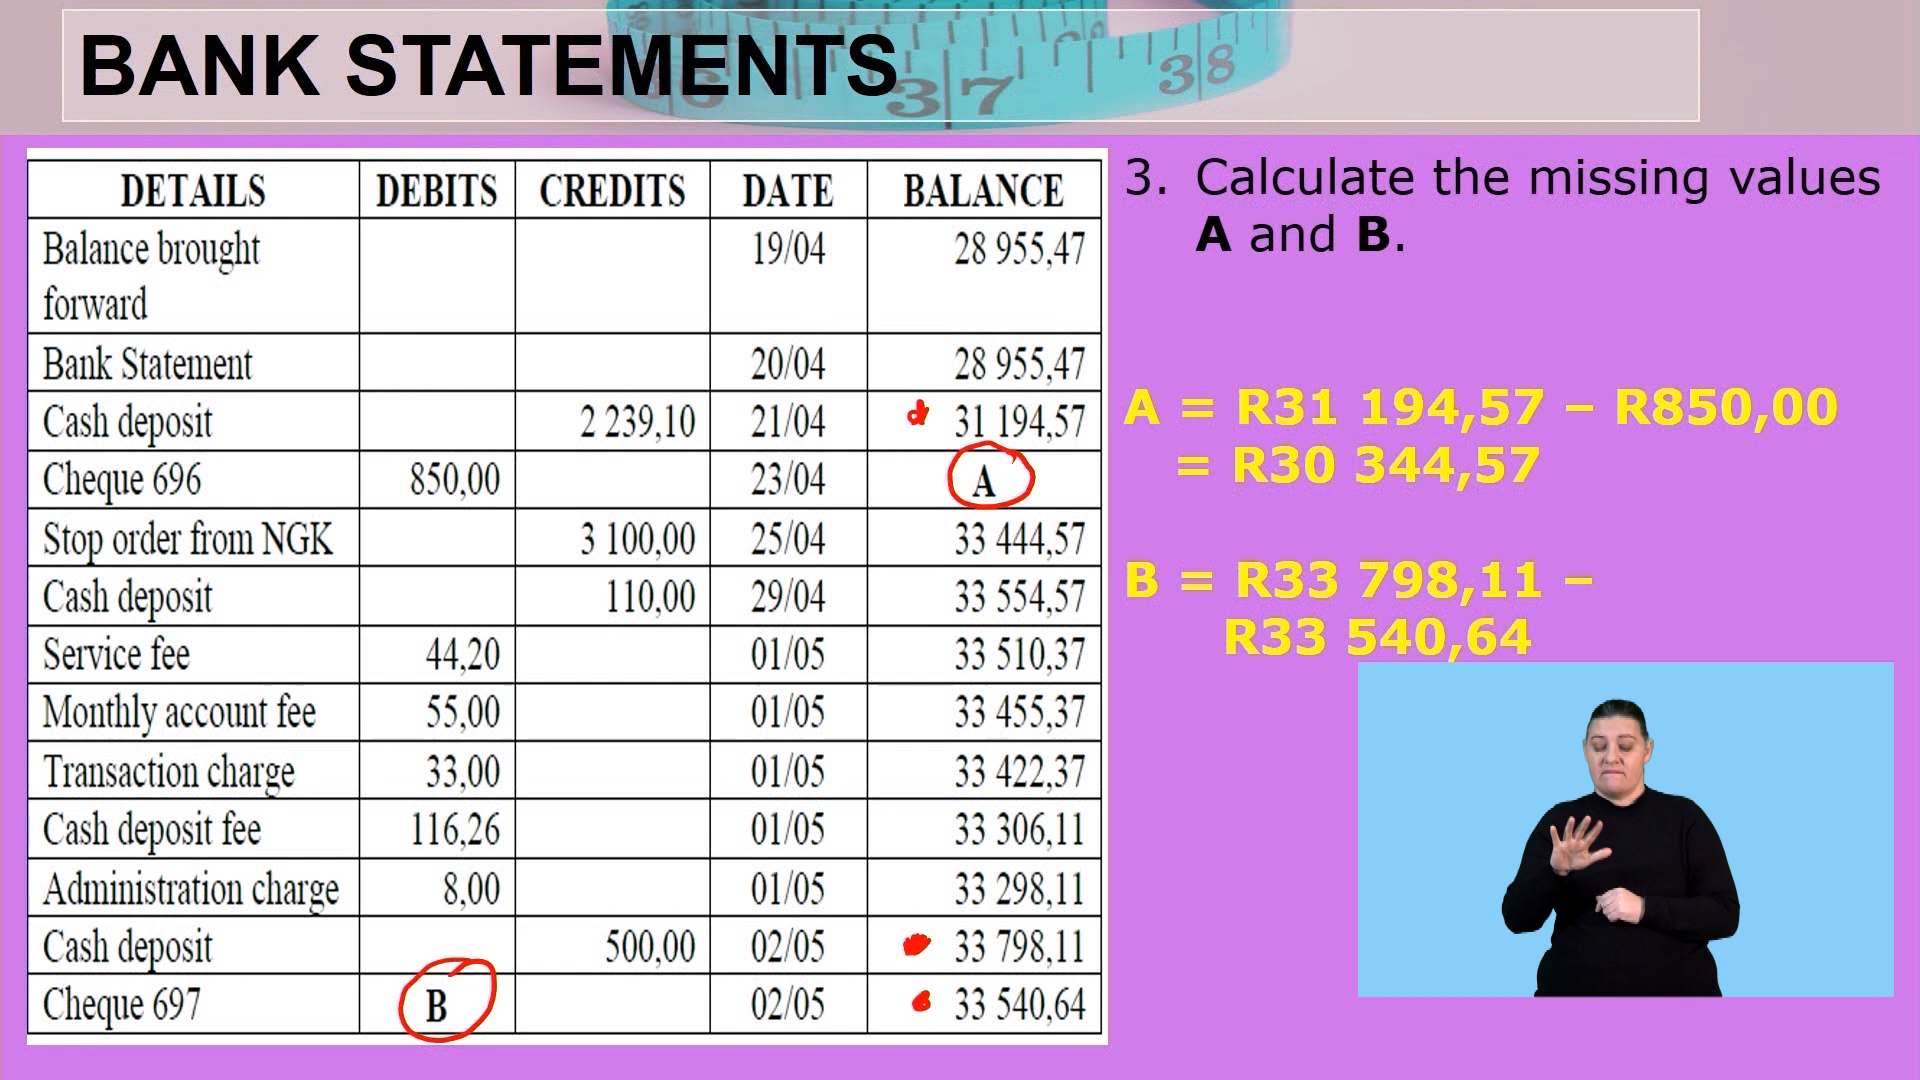 BANK STATEMENTS
36 37 38
DETAILS DEBITS CREDITS DATE BALANCE
Balance brought
forward 19/04 28 955,47
Bank Statement 20/04 28 955,47
Cash deposit 2 239,10 21/04 31 194,57
Cheque 696 850,00 23/04 A
Stop order from NGK 3 100,00 25/04 33 444,57
Cash deposit 110,00 29/04 33 554,57
Service fee 44,20 01/05 33 510,37
Monthly account fee 55,00 01/05 33 455,37
Transaction charge 33,00 01/05 33 422,37
Cash deposit fee 116,26 01/05 33 306,11
Administration charge 8,00 01/05 33 298,11
Cash deposit 500,00 02/05 33 798,11
Cheque 697 B 02/05 33 540,64
3. Calculate the missing values
A and B.
A = R31 194,57 – R850,00
= R30 344,57
B = R33 798,11 –
R33 540,64